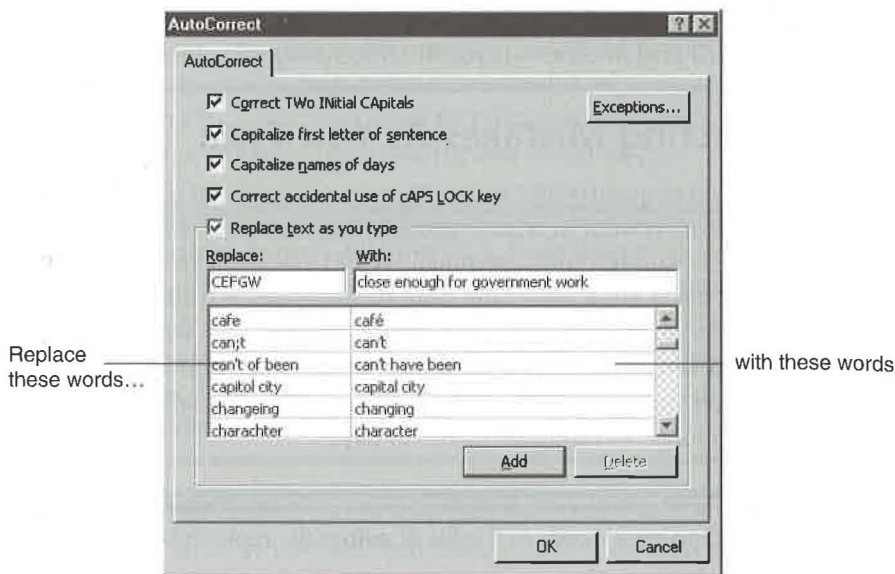 AutoCorrect
AutoCorrect
Correct TWo INitial CApitals
Exceptions...
Capitalize first letter of sentence
Capitalize names of days
Correct accidental use of cAPS LOCK key
Replace text as you type
Replace: With:
CEFGW close enough for government work
cafe café
can;t can't
can't of been can't have been
capitol city capital city
changeing changing
charachter character
Replace
these words...
with these words
Add Delete
OK Cancel